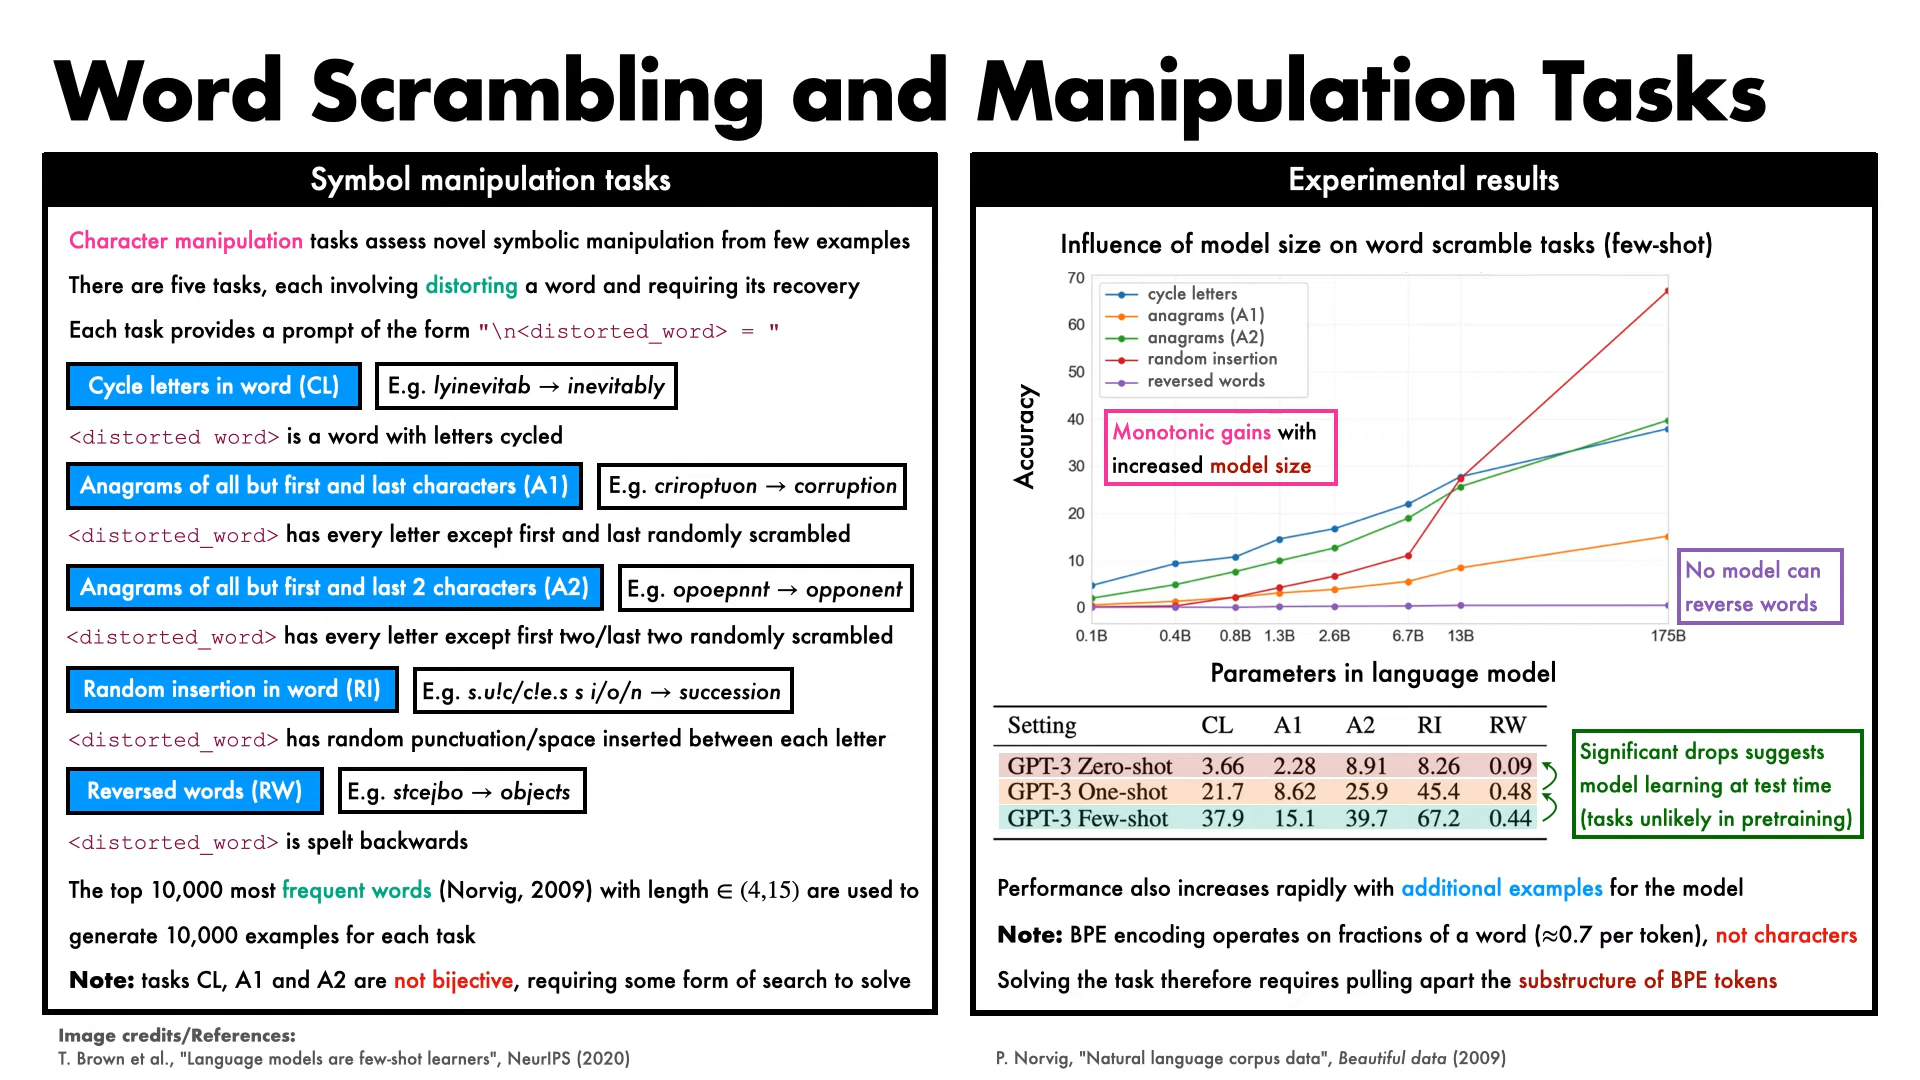 Word Scrambling and Manipulation Tasks
Symbol manipulation tasks
Character manipulation tasks assess novel symbolic manipulation from few examples
There are five tasks, each involving distorting a word and requiring its recovery
Each task provides a prompt of the form "\n<distorted_word> = "
Cycle letters in word (CL)
E.g. lyinevitab → inevitably
<distorted word> is a word with letters cycled
Anagrams of all but first and last characters (A1)
E.g. criroptuon → corruption
<distorted_word> has every letter except first and last randomly scrambled
Anagrams of all but first and last 2 characters (A2)
E.g. opoepnnt → opponent
<distorted_word> has every letter except first two/last two randomly scrambled
Random insertion in word (RI)
E.g. s.u!c/c!e.s s i/o/n → succession
<distorted_word> has random punctuation/space inserted between each letter
Reversed words (RW)
E.g. stcejbo → objects
<distorted_word> is spelt backwards
The top 10,000 most frequent words (Norvig, 2009) with length ∈ (4,15) are used to
generate 10,000 examples for each task
Note: tasks CL, A1 and A2 are not bijective, requiring some form of search to solve
Experimental results
Influence of model size on word scramble tasks (few-shot)
Accuracy
70
60
50
40
30
20
10
0
cycle letters
anagrams (A1)
anagrams (A2)
random insertion
reversed words
Monotonic gains with
increased model size
No model can
reverse words
0.1B 0.4B 0.8B 1.3B 2.6B 6.7B 13B 175B
Parameters in language model
Setting CL A1 A2 RI RW
GPT-3 Zero-shot 3.66 2.28 8.91 8.26 0.09
GPT-3 One-shot 21.7 8.62 25.9 45.4 0.48
GPT-3 Few-shot 37.9 15.1 39.7 67.2 0.44
Significant drops suggests
model learning at test time
(tasks unlikely in pretraining)
Performance also increases rapidly with additional examples for the model
Note: BPE encoding operates on fractions of a word (≈0.7 per token), not characters
Solving the task therefore requires pulling apart the substructure of BPE tokens
Image credits/References:
T. Brown et al., "Language models are few-shot learners", NeurIPS (2020)
P. Norvig, "Natural language corpus data", Beautiful data (2009)